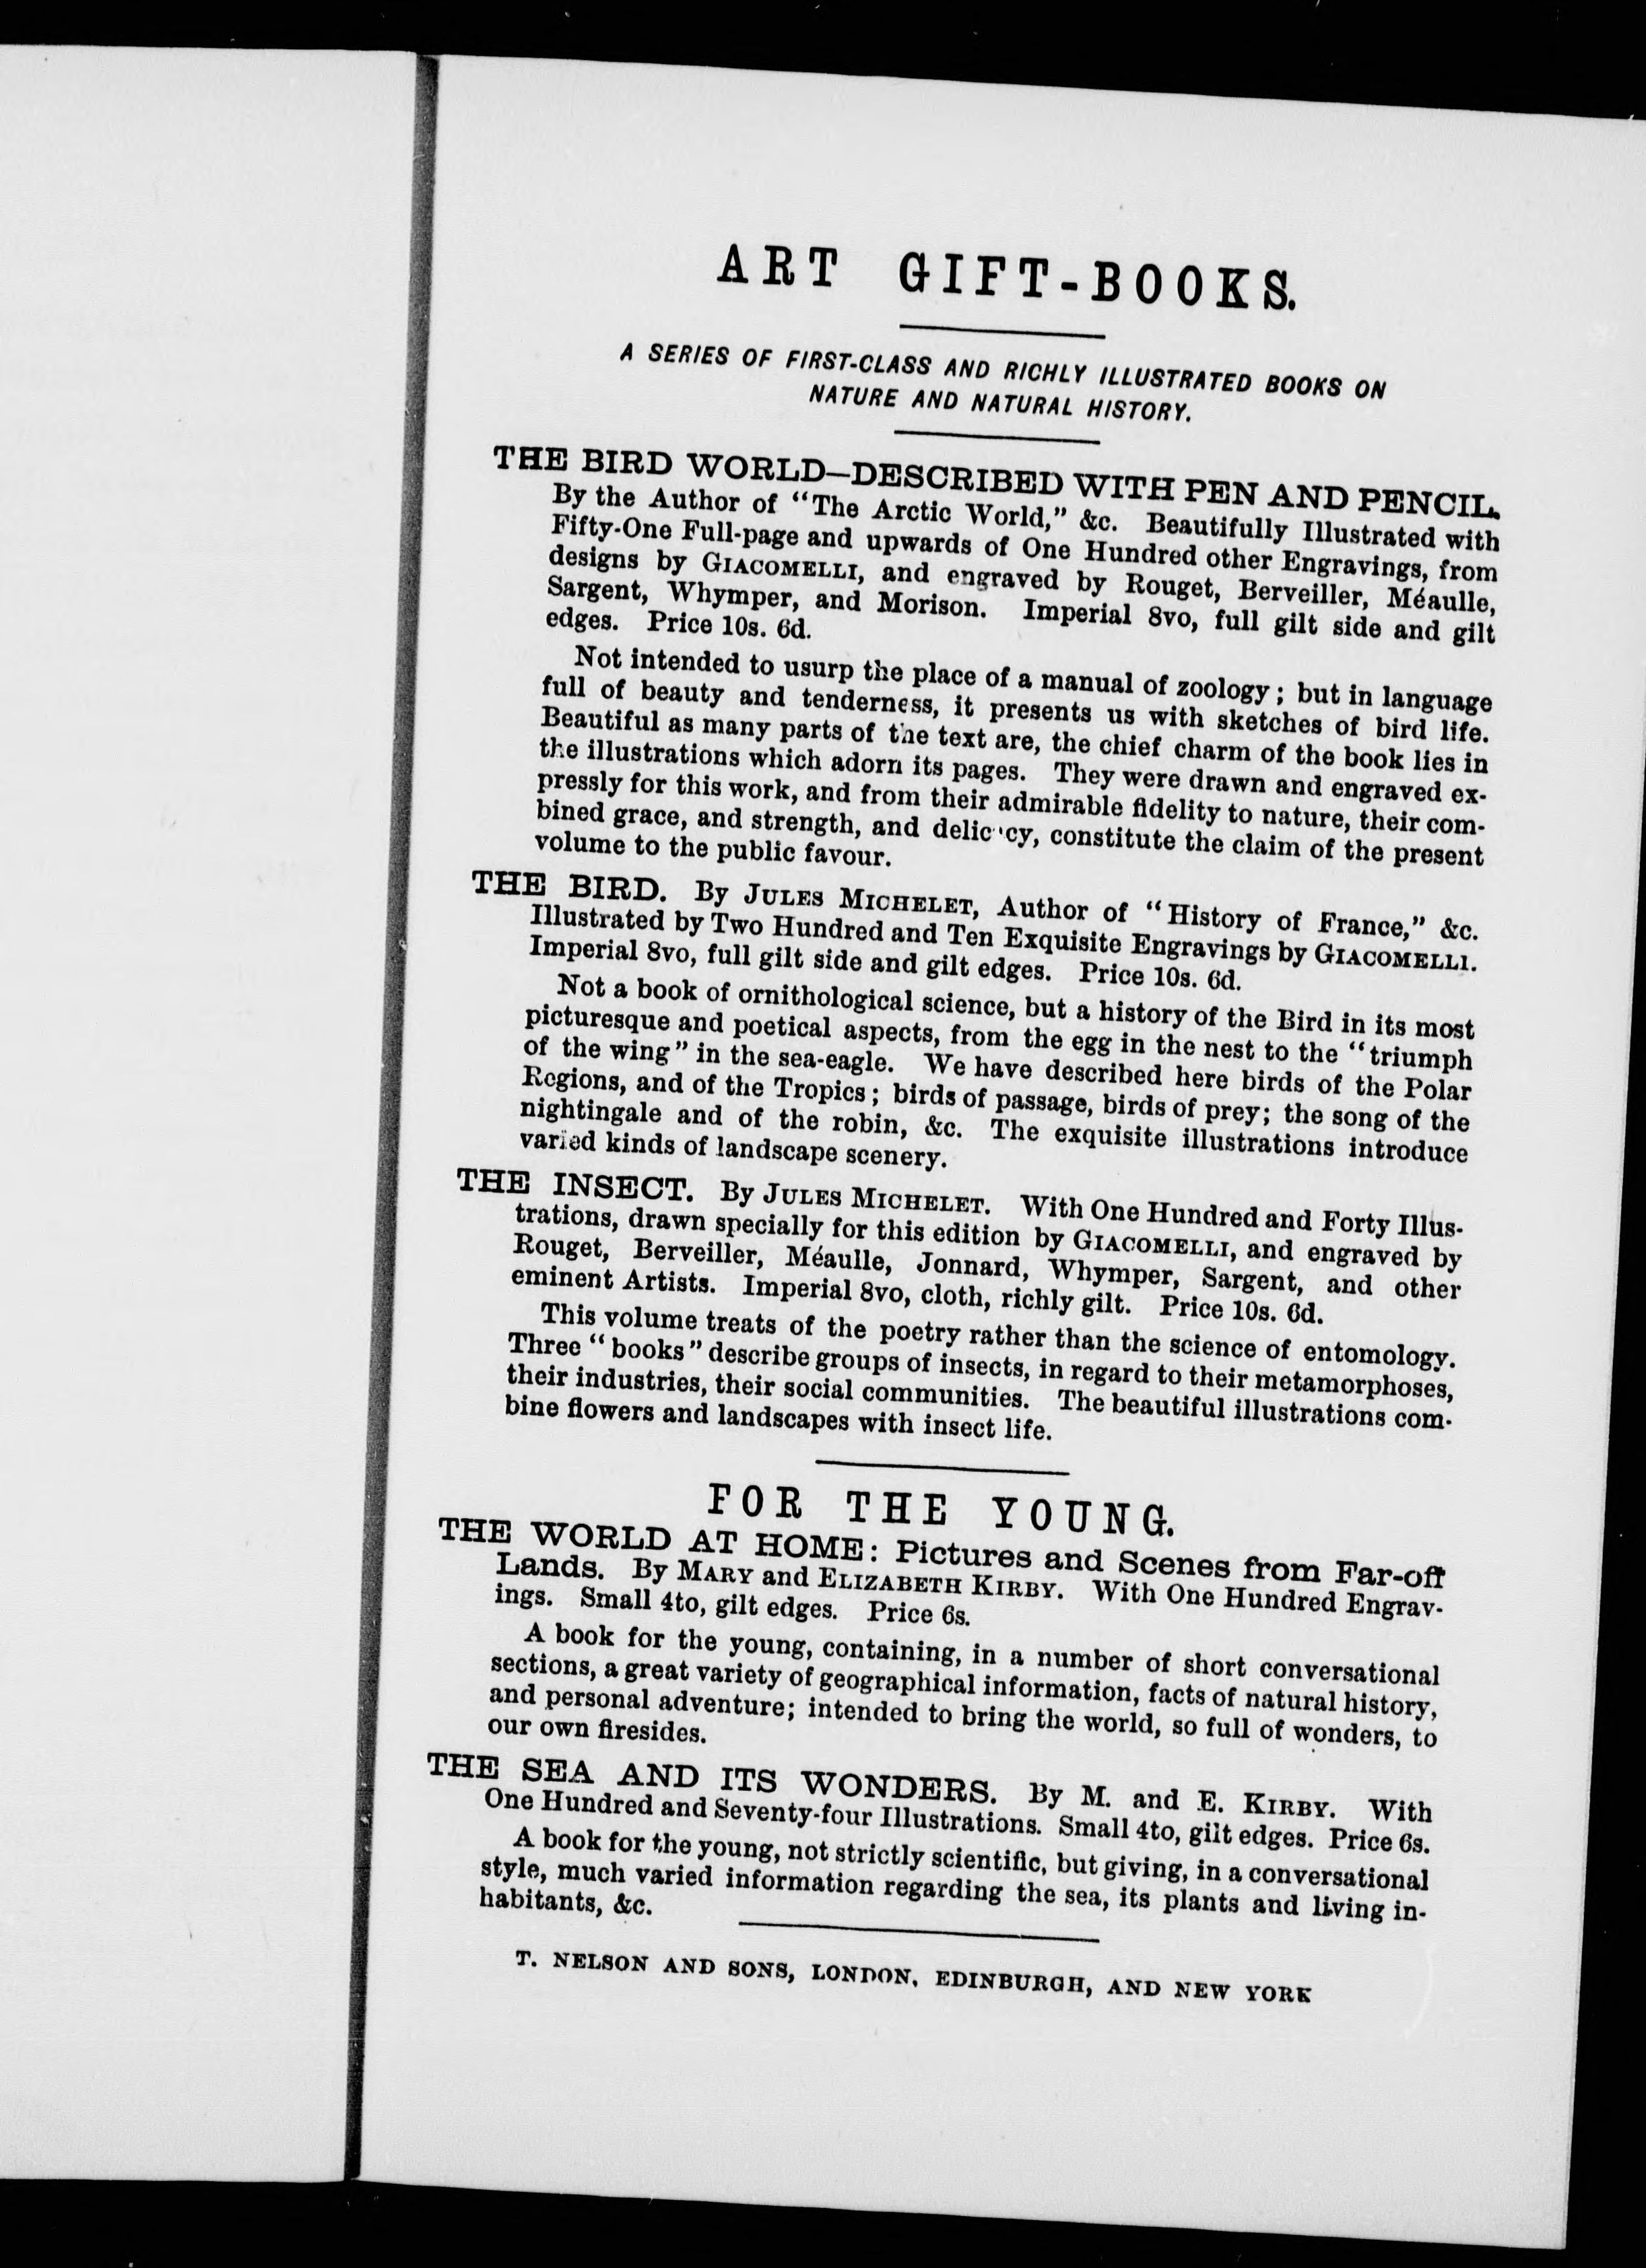 ART GIFT-BOOKS.
A SERIES OF FIRST-CLASS AND RICHLY ILLUSTRATED BOOKS ON
NATURE AND NATURAL HISTORY.
THE BIRD WORLD—DESCRIBED WITH PEN AND PENCIL.
By the Author of “The Arctic World,” &c. Beautifully Illustrated with
Fifty-One Full-page and upwards of One Hundred other Engravings, from
designs by GIACOMELLI, and engraved by Rouget, Berveiller, Méaulle,
Sargent, Whymper, and Morison. Imperial 8vo, full gilt side and gilt
edges. Price 10s. 6d.
Not intended to usurp the place of a manual of zoology; but in language
full of beauty and tenderness, it presents us with sketches of bird life.
Beautiful as many parts of the text are, the chief charm of the book lies in
the illustrations which adorn its pages. They were drawn and engraved ex-
pressly for this work, and from their admirable fidelity to nature, their com-
bined grace, and strength, and delicacy, constitute the claim of the present
volume to the public favour.
THE BIRD. By JULES MICHELET, Author of “History of France,” &c.
Illustrated by Two Hundred and Ten Exquisite Engravings by GIACOMELLI.
Imperial 8vo, full gilt side and gilt edges. Price 10s. 6d.
Not a book of ornithological science, but a history of the Bird in its most
picturesque and poetical aspects, from the egg in the nest to the “triumph
of the wing” in the sea-eagle. We have described here birds of the Polar
Regions, and of the Tropics; birds of passage, birds of prey; the song of the
nightingale and of the robin, &c. The exquisite illustrations introduce
varied kinds of landscape scenery.
THE INSECT. By JULES MICHELET. With One Hundred and Forty Illus-
trations, drawn specially for this edition by GIACOMELLI, and engraved by
Rouget, Berveiller, Méaulle, Jonnard, Whymper, Sargent, and other
eminent Artists. Imperial 8vo, cloth, richly gilt. Price 10s. 6d.
This volume treats of the poetry rather than the science of entomology.
Three “books” describe groups of insects, in regard to their metamorphoses,
their industries, their social communities. The beautiful illustrations com-
bine flowers and landscapes with insect life.
FOR THE YOUNG.
THE WORLD AT HOME: Pictures and Scenes from Far-off
Lands. By MARY and ELIZABETH KIRBY. With One Hundred Engrav-
ings. Small 4to, gilt edges. Price 6s.
A book for the young, containing, in a number of short conversational
sections, a great variety of geographical information, facts of natural history,
and personal adventure; intended to bring the world, so full of wonders, to
our own firesides.
THE SEA AND ITS WONDERS. By M. and E. KIRBY. With
One Hundred and Seventy-four Illustrations. Small 4to, gilt edges. Price 6s.
A book for the young, not strictly scientific, but giving, in a conversational
style, much varied information regarding the sea, its plants and living in-
habitants, &c.
T. NELSON AND SONS, LONDON, EDINBURGH, AND NEW YORK